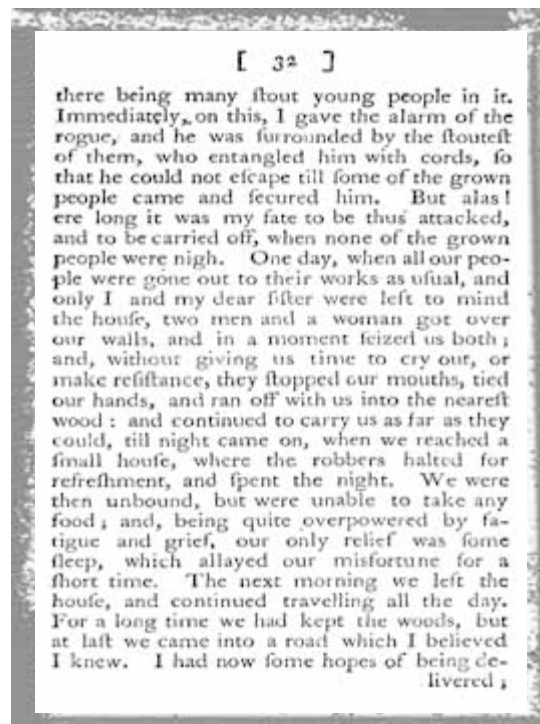 [ 32 ]
there being many ſtout young people in it.
Immediately, on this, I gave the alarm of the
rogue, and he was ſurrounded by the ſtouteſt
of them, who entangled him with cords, ſo
that he could not eſcape till ſome of the grown
people came and ſecured him. But alas!
ere long it was my fate to be thus attacked,
and to be carried off, when none of the grown
people were nigh. One day, when all our peo-
ple were gone out to their works as uſual, and
only I and my dear ſiſter were left to mind
the houſe, two men and a woman got over
our walls, and in a moment ſeized us both;
and, without giving us time to cry out, or
make reſiſtance, they ſtopped our mouths, tied
our hands, and ran off with us into the neareſt
wood: and continued to carry us as far as they
could, till night came on, when we reached a
ſmall houſe, where the robbers halted for
refreſhment, and ſpent the night. We were
then unbound, but were unable to take any
food; and, being quite overpowered by fa-
tigue and grief, our only relief was ſome
ſleep, which allayed our misfortune for a
ſhort time. The next morning we left the
houſe, and continued travelling all the day.
For a long time we had kept the woods, but
at laſt we came into a road which I believed
I knew. I had now ſome hopes of being de-
livered;